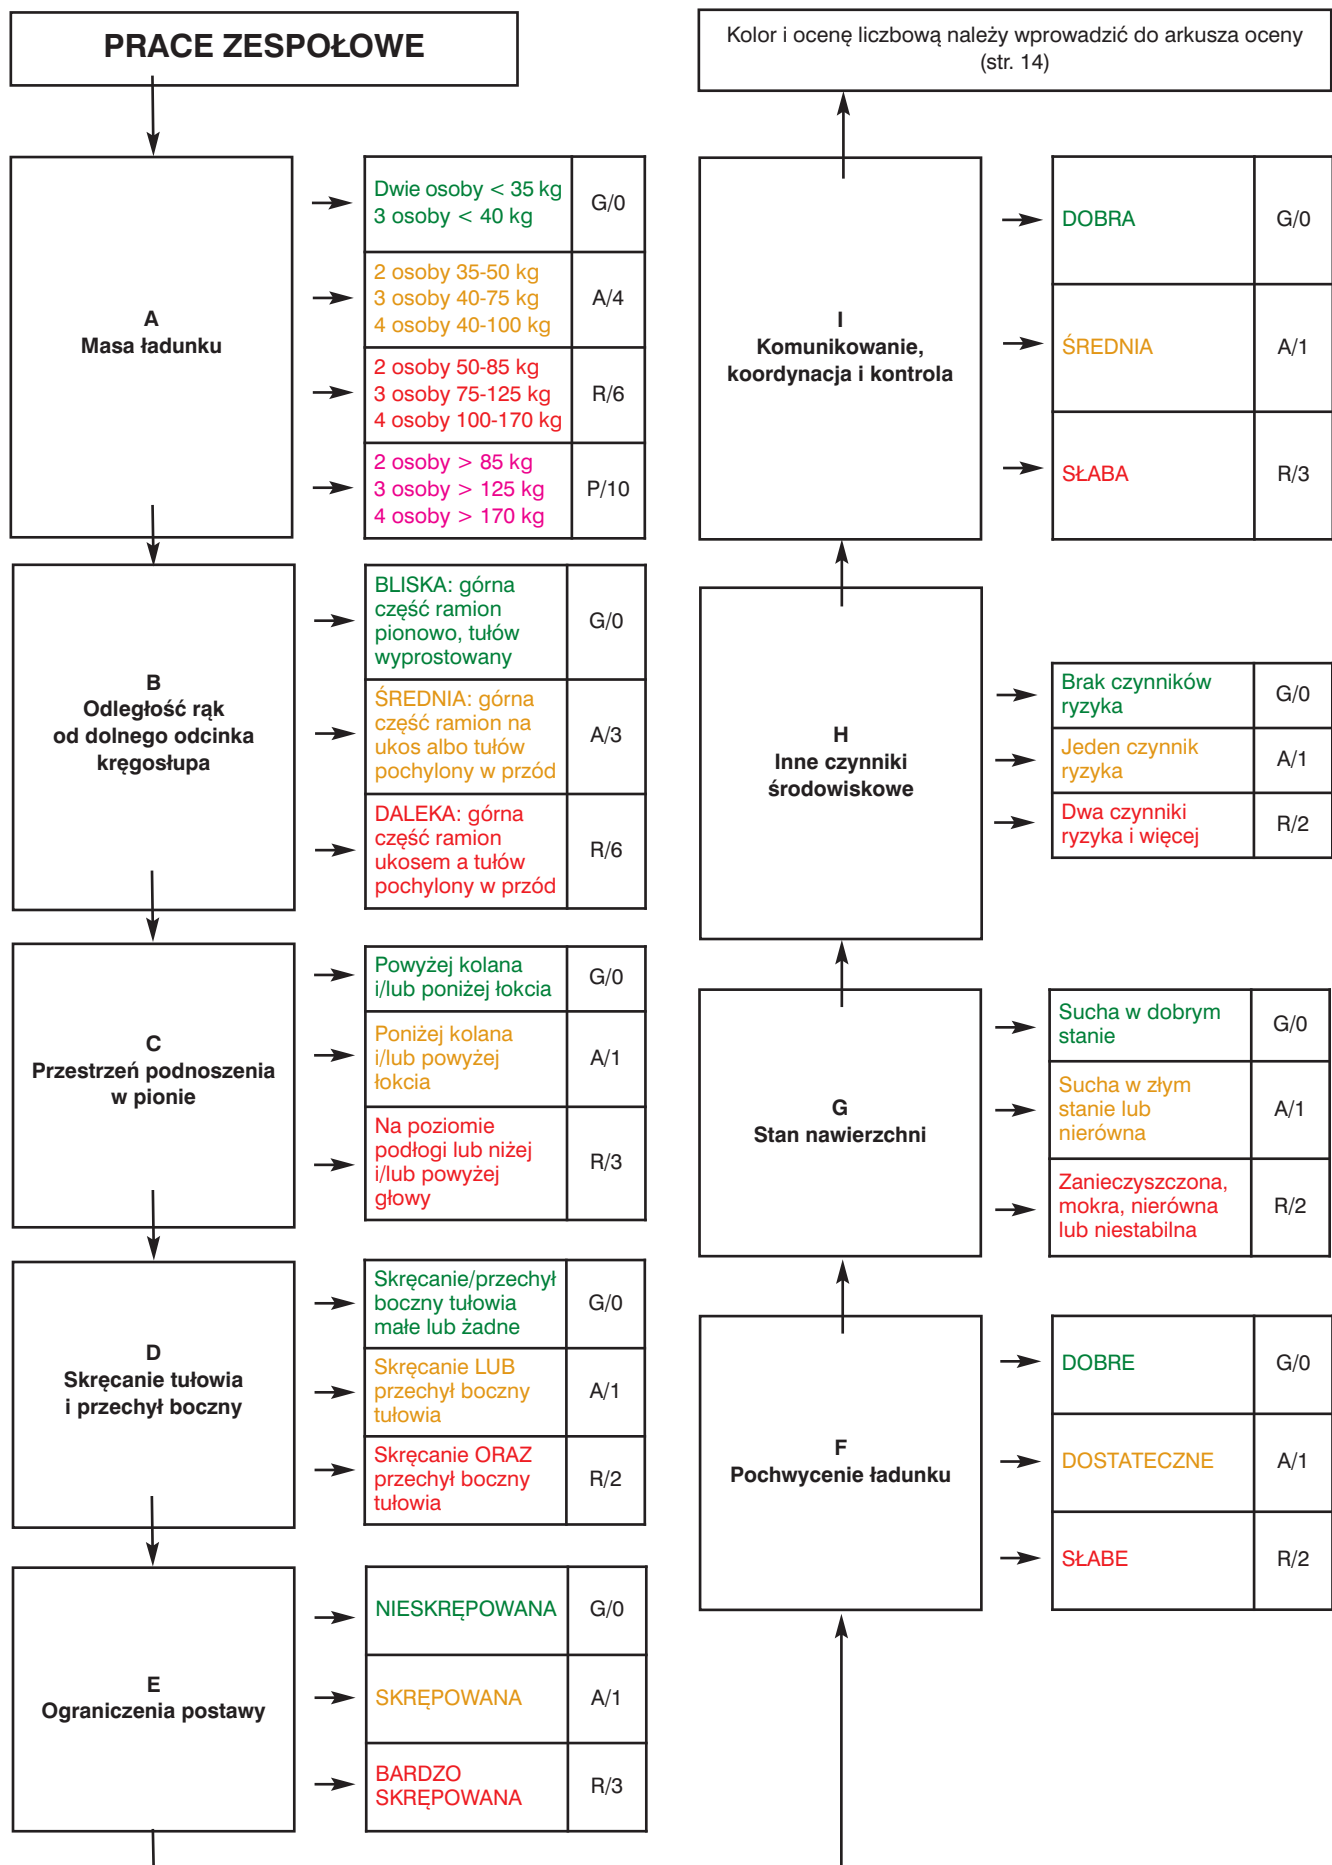 PRACE ZESPOŁOWE
A
Masa ładunku
Dwie osoby < 35 kg
3 osoby < 40 kg
G/0
2 osoby 35-50 kg
3 osoby 40-75 kg
4 osoby 40-100 kg
A/4
2 osoby 50-85 kg
3 osoby 75-125 kg
4 osoby 100-170 kg
R/6
2 osoby > 85 kg
3 osoby > 125 kg
4 osoby > 170 kg
P/10
B
Odległość rąk
od dolnego odcinka
kręgosłupa
BLISKA: górna
część ramion
pionowo, tułów
wyprostowany
G/0
ŚREDNIA: górna
część ramion na
ukos albo tułów
pochylony w przód
A/3
DALEKA: górna
część ramion
ukosem a tułów
pochylony w przód
R/6
C
Przestrzeń podnoszenia
w pionie
Powyżej kolana
i/lub poniżej łokcia
G/0
Poniżej kolana
i/lub powyżej
łokcia
A/1
Na poziomie
podłogi lub niżej
i/lub powyżej
głowy
R/3
D
Skręcanie tułowia
i przechył boczny
Skręcanie/przechył
boczny tułowia
małe lub żadne
G/0
Skręcanie LUB
przechył boczny
tułowia
A/1
Skręcanie ORAZ
przechył boczny
tułowia
R/2
E
Ograniczenia postawy
NIESKRĘPOWANA
G/0
SKRĘPOWANA
A/1
BARDZO
SKRĘPOWANA
R/3
Kolor i ocenę liczbową należy wprowadzić do arkusza oceny
(str. 14)
I
Komunikowanie,
koordynacja i kontrola
DOBRA
G/0
ŚREDNIA
A/1
SŁABA
R/3
H
Inne czynniki
środowiskowe
Brak czynników
ryzyka
G/0
Jeden czynnik
ryzyka
A/1
Dwa czynniki
ryzyka i więcej
R/2
G
Stan nawierzchni
Sucha w dobrym
stanie
G/0
Sucha w złym
stanie lub
nierówna
A/1
Zanieczyszczona,
mokra, nierówna
lub niestabilna
R/2
F
Pochwycenie ładunku
DOBRE
G/0
DOSTATECZNE
A/1
SŁABE
R/2